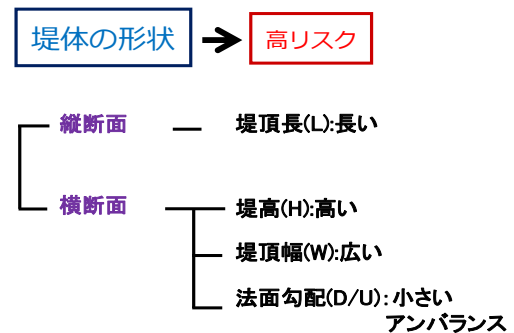 堤体の形状 ➔ 高リスク
縦断面 堤頂長(L):長い
横断面 堤高(H):高い
堤頂幅(W):広い
法面勾配(D/U):小さい
アンバランス